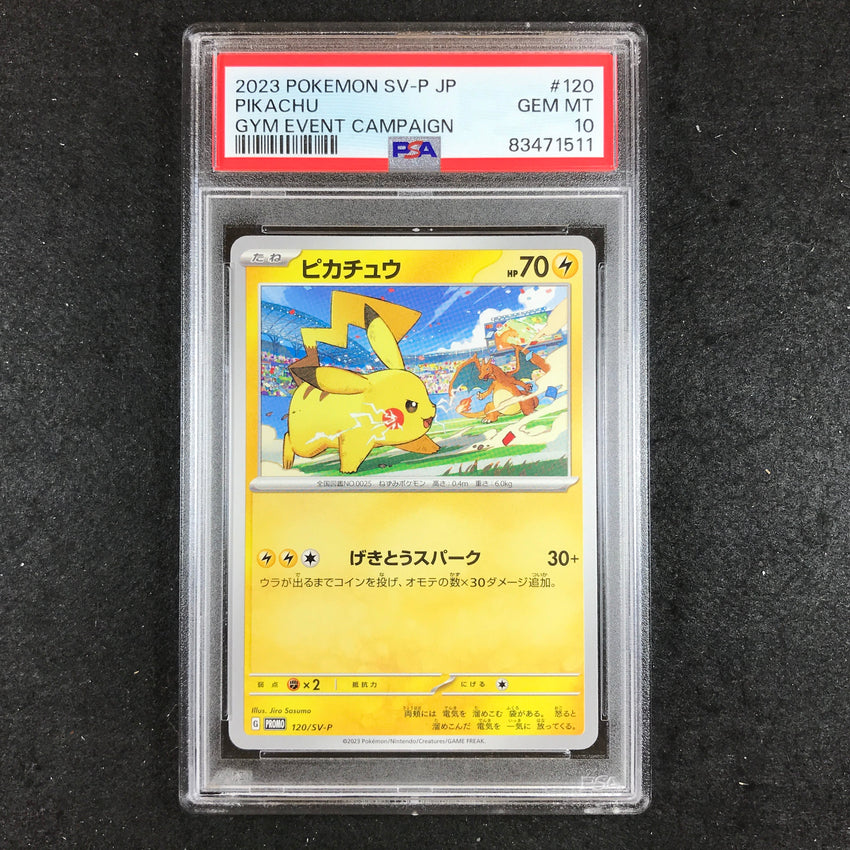 2023 POKEMON SV-P JP #120
PIKACHU GEM MT
GYM EVENT CAMPAIGN 10
PSA 83471511
たね ピカチュウ HP70
全国図鑑NO.0025 ねずみポケモン 高さ:0.4m 重さ:6.0kg
げきとうスパーク 30+
ウラが出るまでコインを投げ、オモテの数×30ダメージ追加。
弱点 ×2 抵抗力 にげる
Illus. Jiro Sasumo
両頬には 電気を 溜めこむ 袋がある。 怒ると
溜めこんだ 電気を 一気に 放ってくる。
G PROMO 120/SV-P
©2023 Pokémon/Nintendo/Creatures/GAME FREAK.